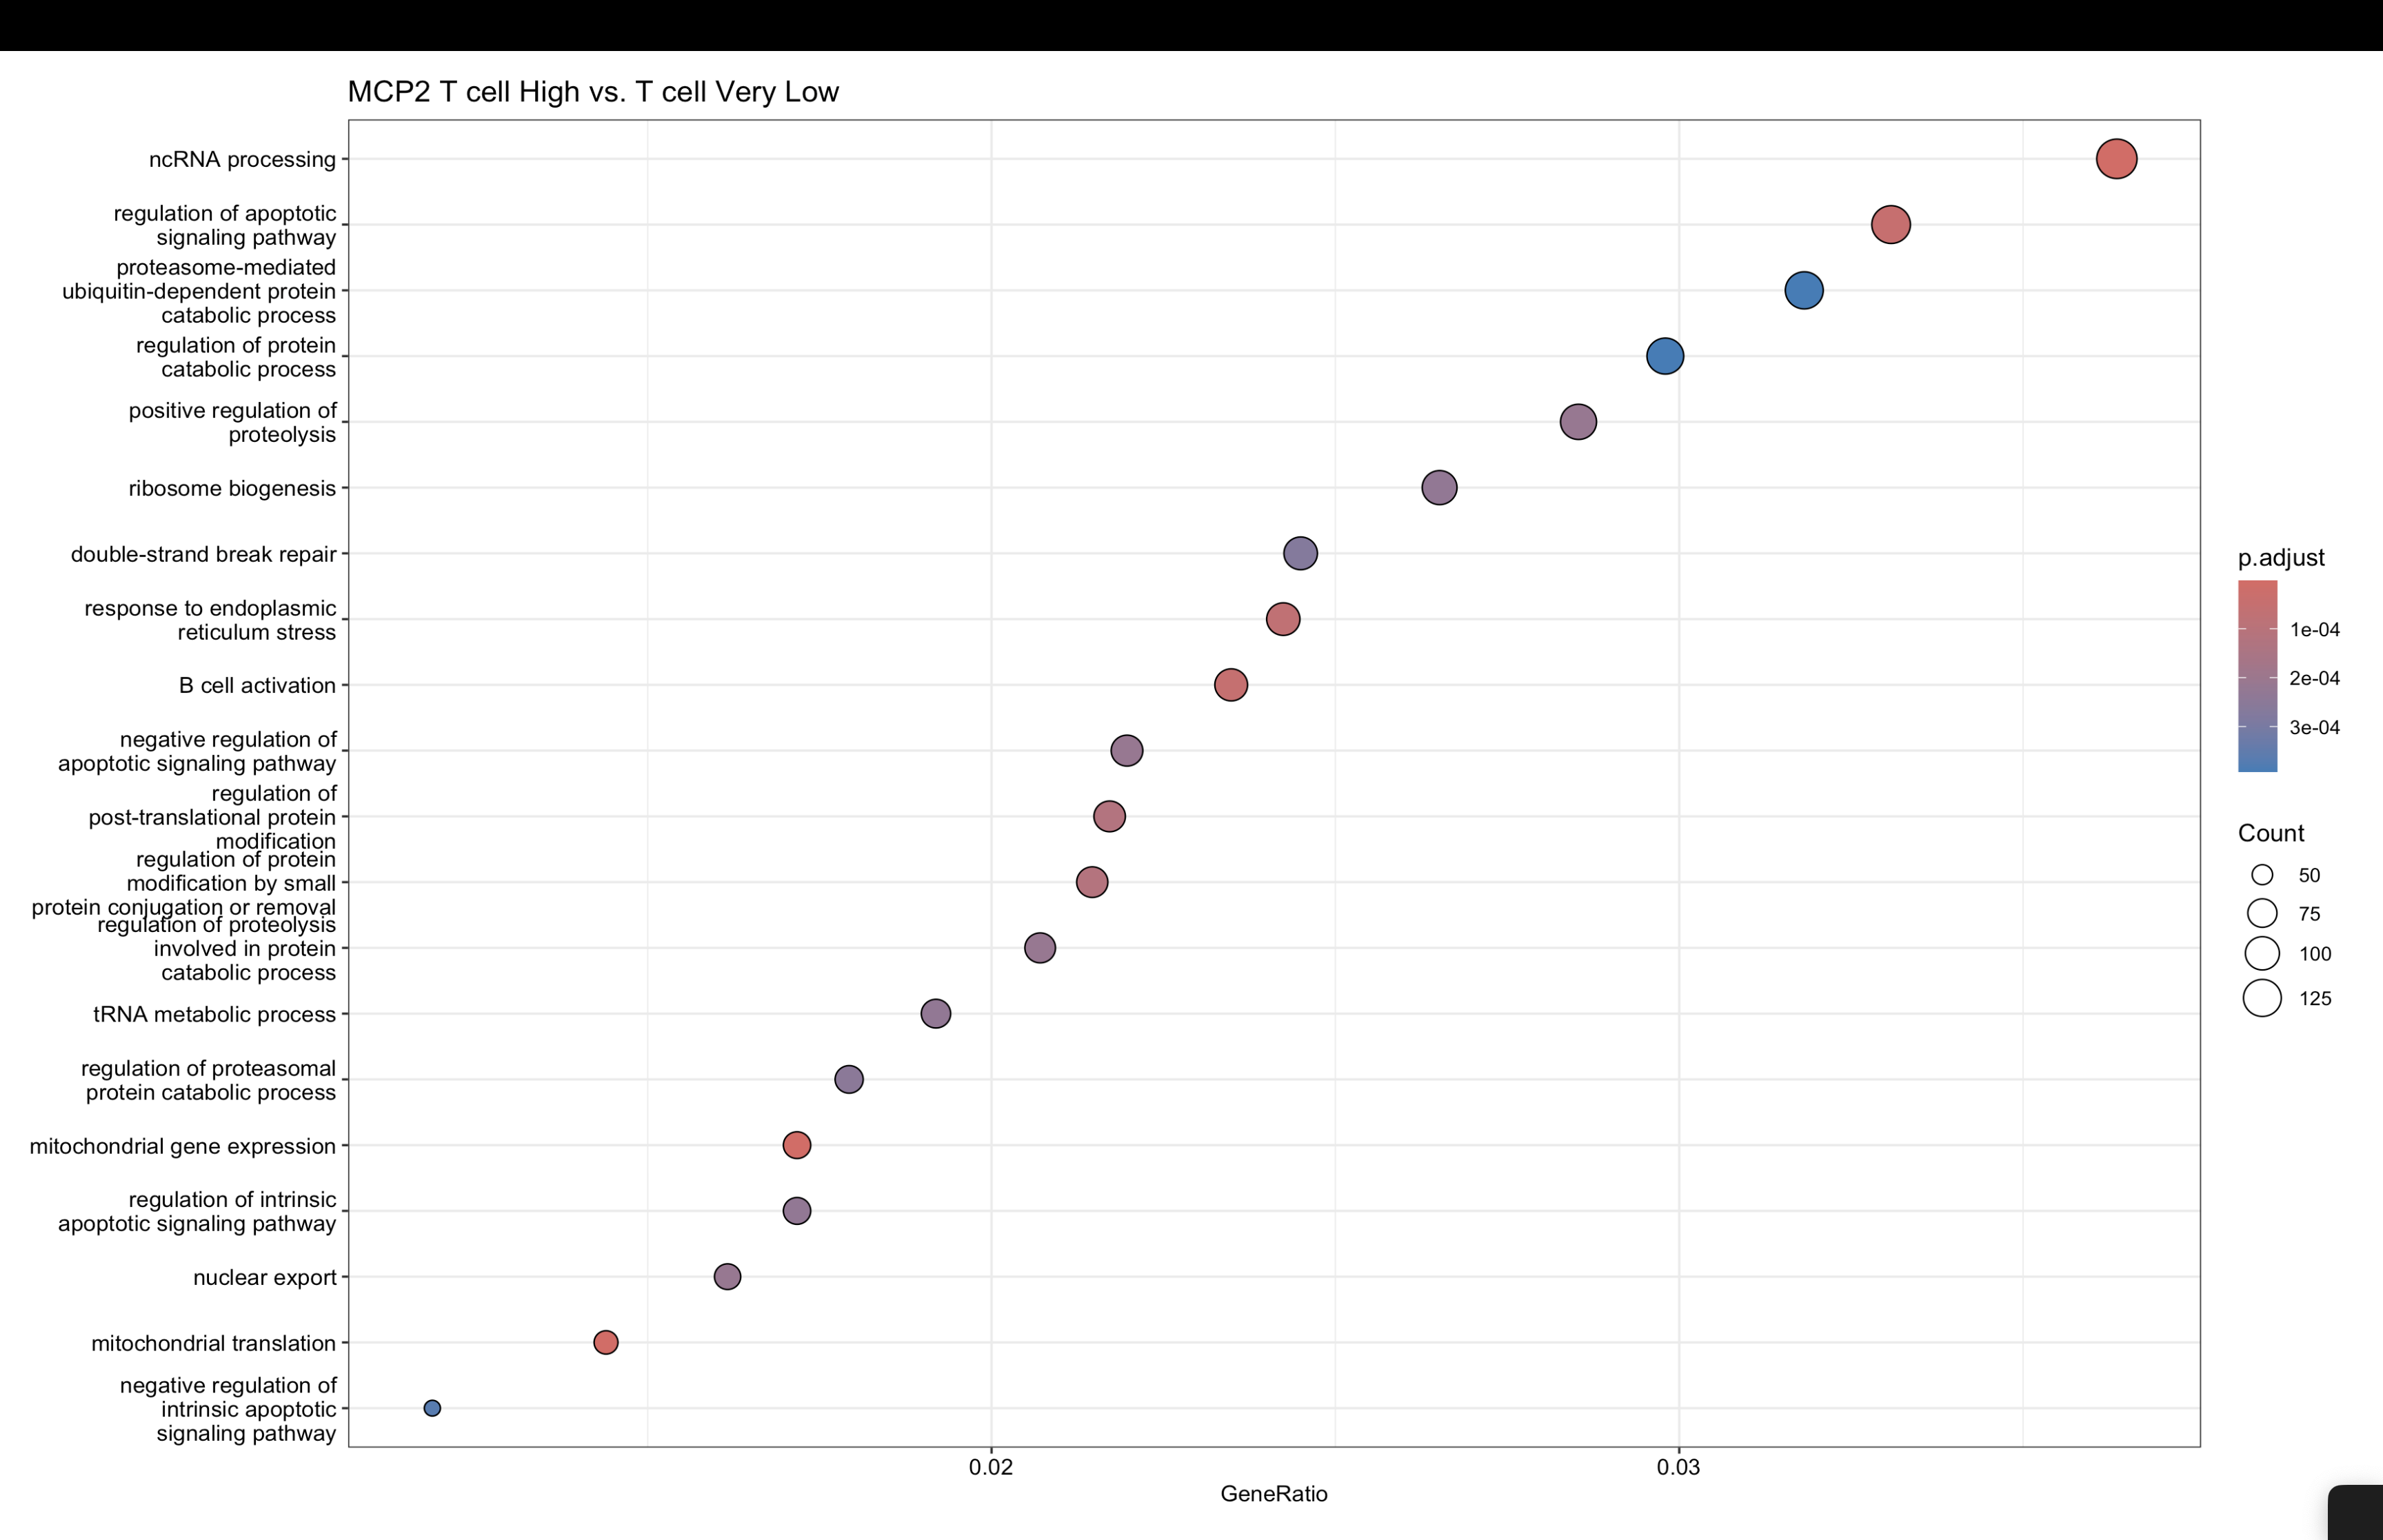 MCP2 T cell High vs. T cell Very Low
ncRNA processing
regulation of apoptotic
signaling pathway
proteasome-mediated
ubiquitin-dependent protein
catabolic process
regulation of protein
catabolic process
positive regulation of
proteolysis
ribosome biogenesis
double-strand break repair
response to endoplasmic
reticulum stress
B cell activation
negative regulation of
apoptotic signaling pathway
regulation of
post-translational protein
modification
regulation of protein
modification by small
protein conjugation or removal
regulation of proteolysis
involved in protein
catabolic process
tRNA metabolic process
regulation of proteasomal
protein catabolic process
mitochondrial gene expression
regulation of intrinsic
apoptotic signaling pathway
nuclear export
mitochondrial translation
negative regulation of
intrinsic apoptotic
signaling pathway
0.02
0.03
GeneRatio
p.adjust
1e-04
2e-04
3e-04
Count
50
75
100
125